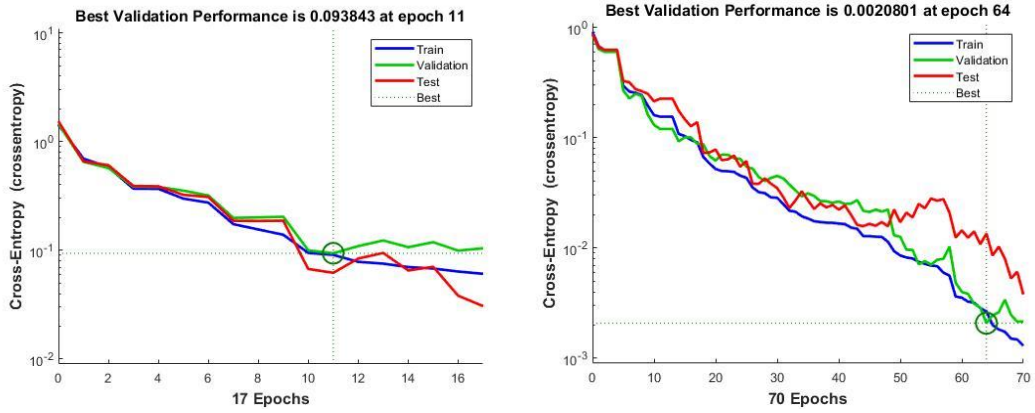 Best Validation Performance is 0.093843 at epoch 11
10^1
10^0
10^-1
10^-2
Cross-Entropy (crossentropy)
Train
Validation
Test
Best
0 2 4 6 8 10 12 14 16
17 Epochs
Best Validation Performance is 0.0020801 at epoch 64
10^0
10^-1
10^-2
10^-3
Cross-Entropy (crossentropy)
Train
Validation
Test
Best
0 10 20 30 40 50 60 70
70 Epochs